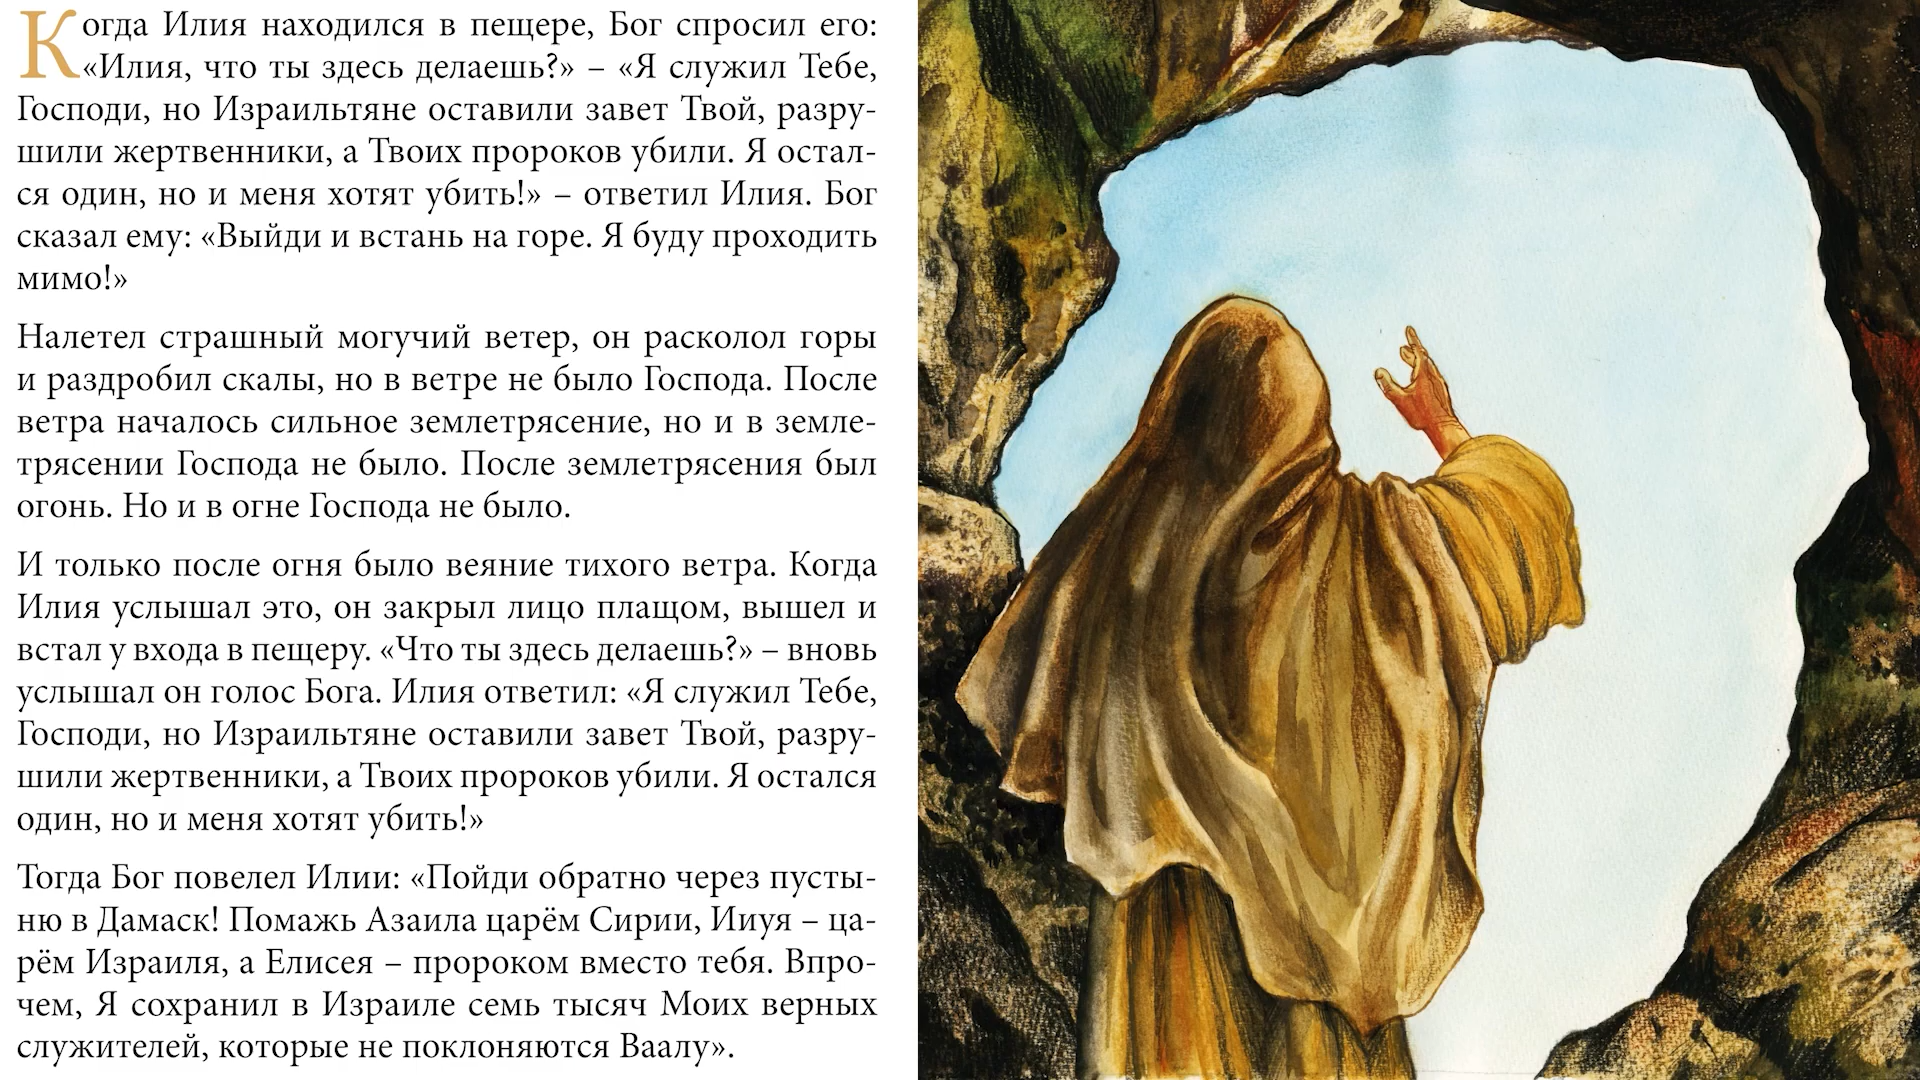 Когда Илия находился в пещере, Бог спросил его:
«Илия, что ты здесь делаешь?» – «Я служил Тебе,
Господи, но Израильтяне оставили завет Твой, разру-
шили жертвенники, а Твоих пророков убили. Я остал-
ся один, но и меня хотят убить!» – ответил Илия. Бог
сказал ему: «Выйди и встань на горе. Я буду проходить
мимо!»
Налетел страшный могучий ветер, он расколол горы
и раздробил скалы, но в ветре не было Господа. После
ветра началось сильное землетрясение, но и в земле-
трясении Господа не было. После землетрясения был
огонь. Но и в огне Господа не было.
И только после огня было веяние тихого ветра. Когда
Илия услышал это, он закрыл лицо плащом, вышел и
встал у входа в пещеру. «Что ты здесь делаешь?» – вновь
услышал он голос Бога. Илия ответил: «Я служил Тебе,
Господи, но Израильтяне оставили завет Твой, разру-
шили жертвенники, а Твоих пророков убили. Я остался
один, но и меня хотят убить!»
Тогда Бог повелел Илии: «Пойди обратно через пусты-
ню в Дамаск! Помажь Азаила царём Сирии, Ииуя – ца-
рём Израиля, а Елисея – пророком вместо тебя. Впро-
чем, Я сохранил в Израиле семь тысяч Моих верных
служителей, которые не поклоняются Ваалу».